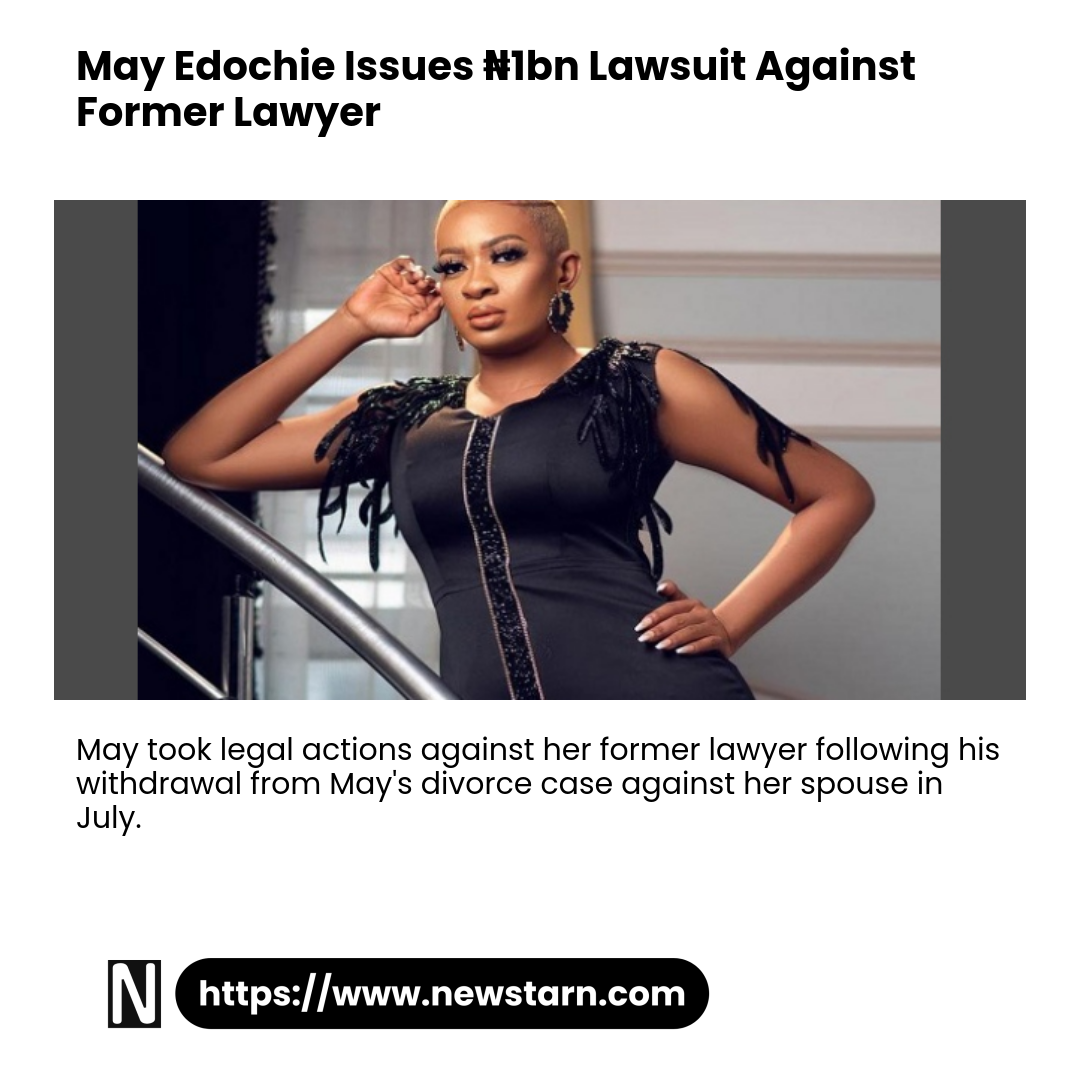 May Edochie Issues ₦1bn Lawsuit Against
Former Lawyer
May took legal actions against her former lawyer following his
withdrawal from May's divorce case against her spouse in
July.
N
https://www.newstarn.com